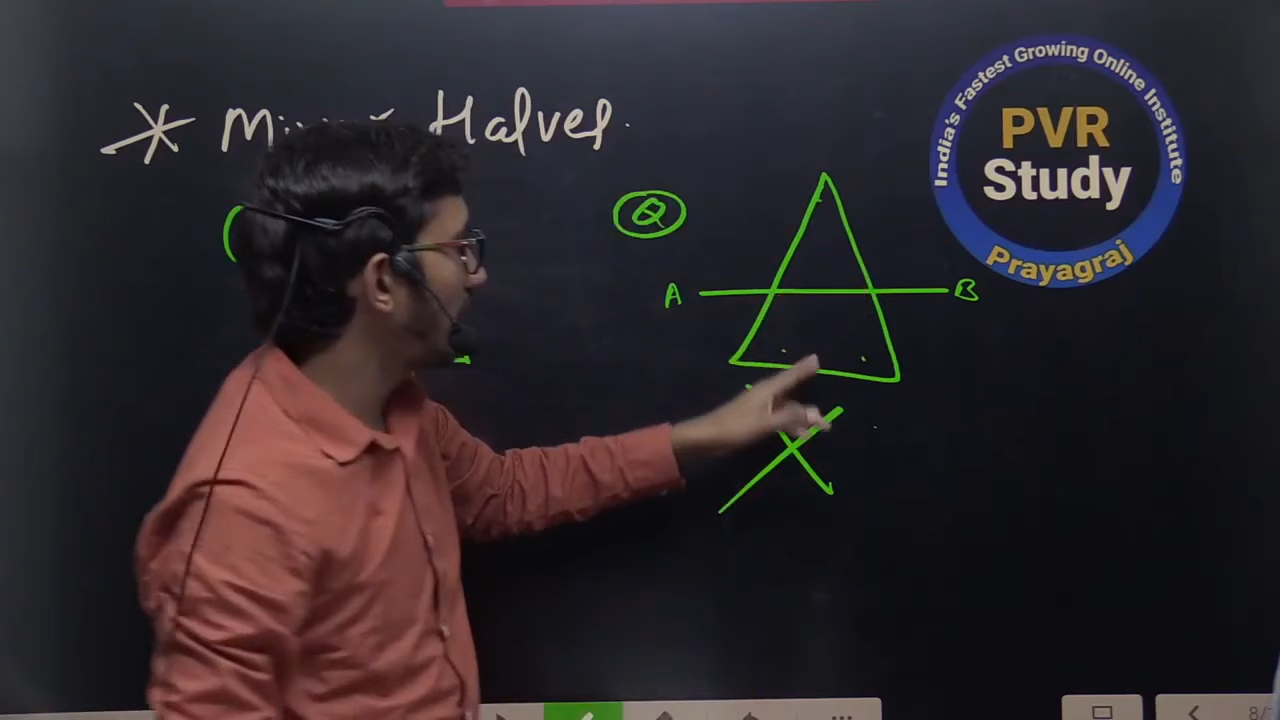 * Halves.
Q
A B
India's Fastest Growing Online Institute
PVR
Study
Prayagraj